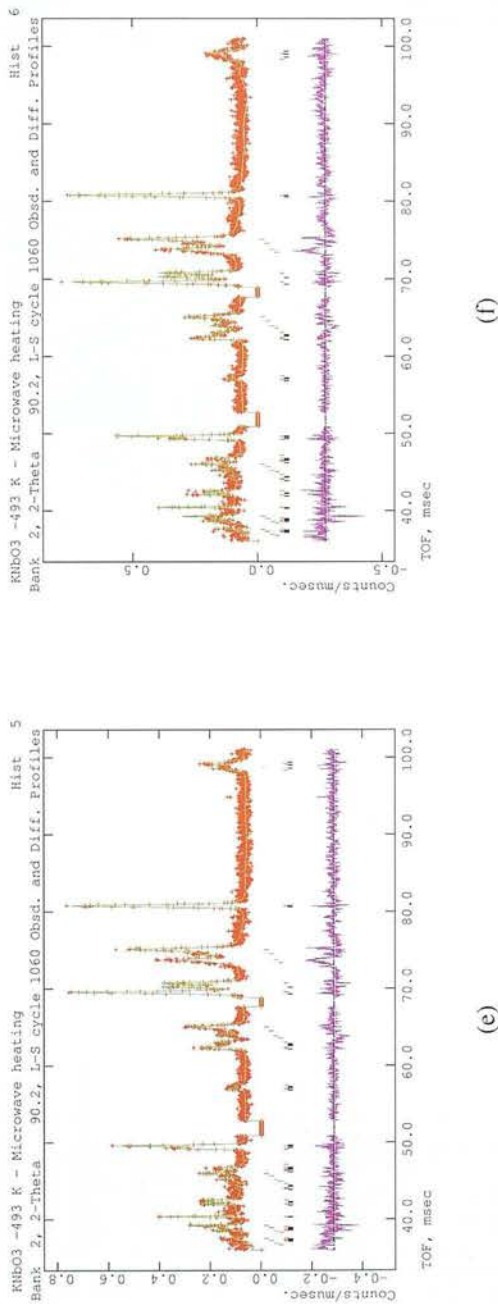 KNbO3 -493 K - Microwave heating Hist 5
Bank 2, 2-Theta 90.2, L-S cycle 1060 Obsd. and Diff. Profiles
Counts/musec.
0.8
0.6
0.4
0.2
0.0
-0.2
-0.4
40.0 50.0 60.0 70.0 80.0 90.0 100.0
TOF, msec
(e)
KNbO3 -493 K - Microwave heating Hist 6
Bank 2, 2-Theta 90.2, L-S cycle 1060 Obsd. and Diff. Profiles
Counts/musec.
0.5
0.0
-0.5
40.0 50.0 60.0 70.0 80.0 90.0 100.0
TOF, msec
(f)